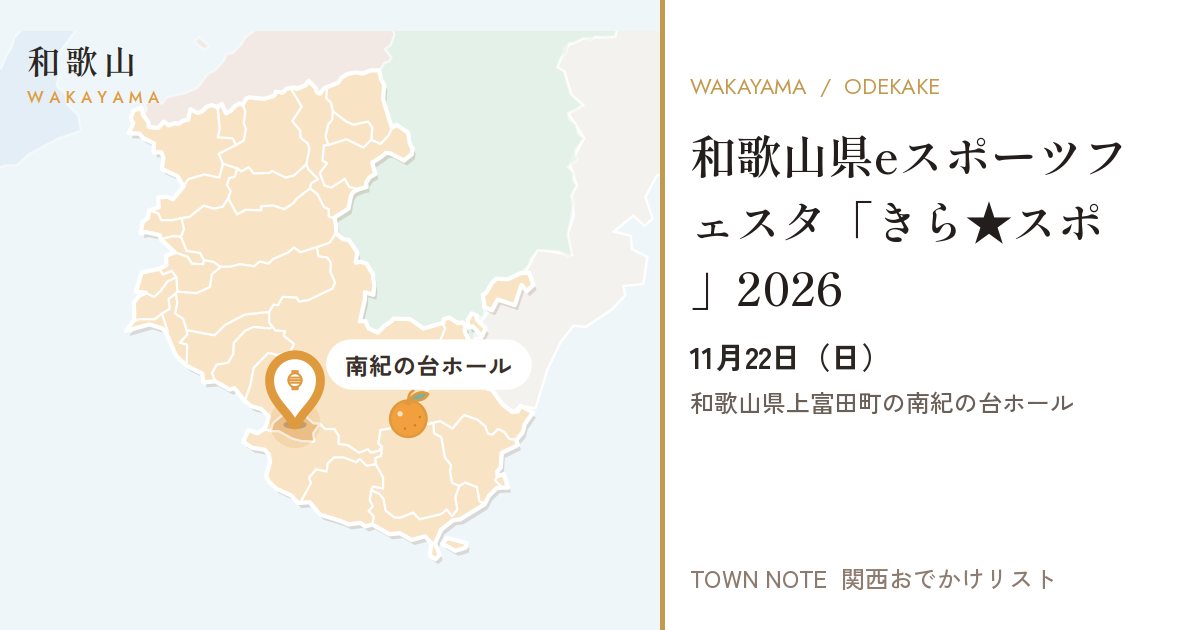 和歌山
WAKAYAMA
南紀の台ホール
WAKAYAMA / ODEKAKE
和歌山県eスポーツフ
ェスタ「きら★スポ
」2026
11月22日（日）
和歌山県上富田町の南紀の台ホール
TOWN NOTE 関西おでかけリスト